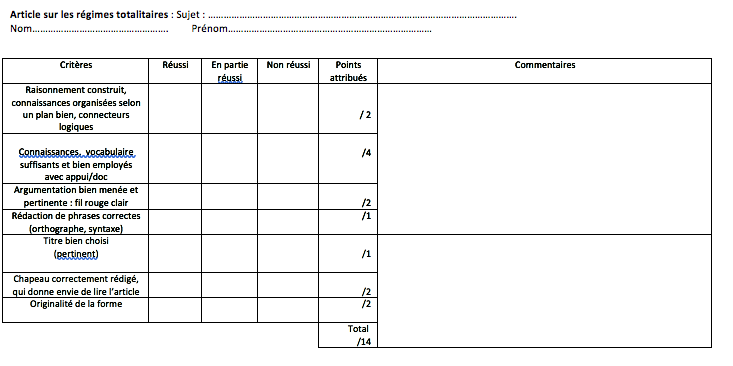 Article sur les régimes totalitaires : Sujet : ……………………………………………………………………………………………………
Nom……………………………………………. Prénom……………………………………………………………………
Critères Réussi En partie réussi Non réussi Points attribués Commentaires
Raisonnement construit,
connaissances organisées selon
un plan bien, connecteurs
logiques
/ 2
Connaissances, vocabulaire
suffisants et bien employés
avec appui/doc
/4
Argumentation bien menée et
pertinente : fil rouge clair
/2
Rédaction de phrases correctes
(orthographe, syntaxe)
/1
Titre bien choisi
(pertinent)
/1
Chapeau correctement rédigé,
qui donne envie de lire l'article
/2
Originalité de la forme
/2
Total
/14